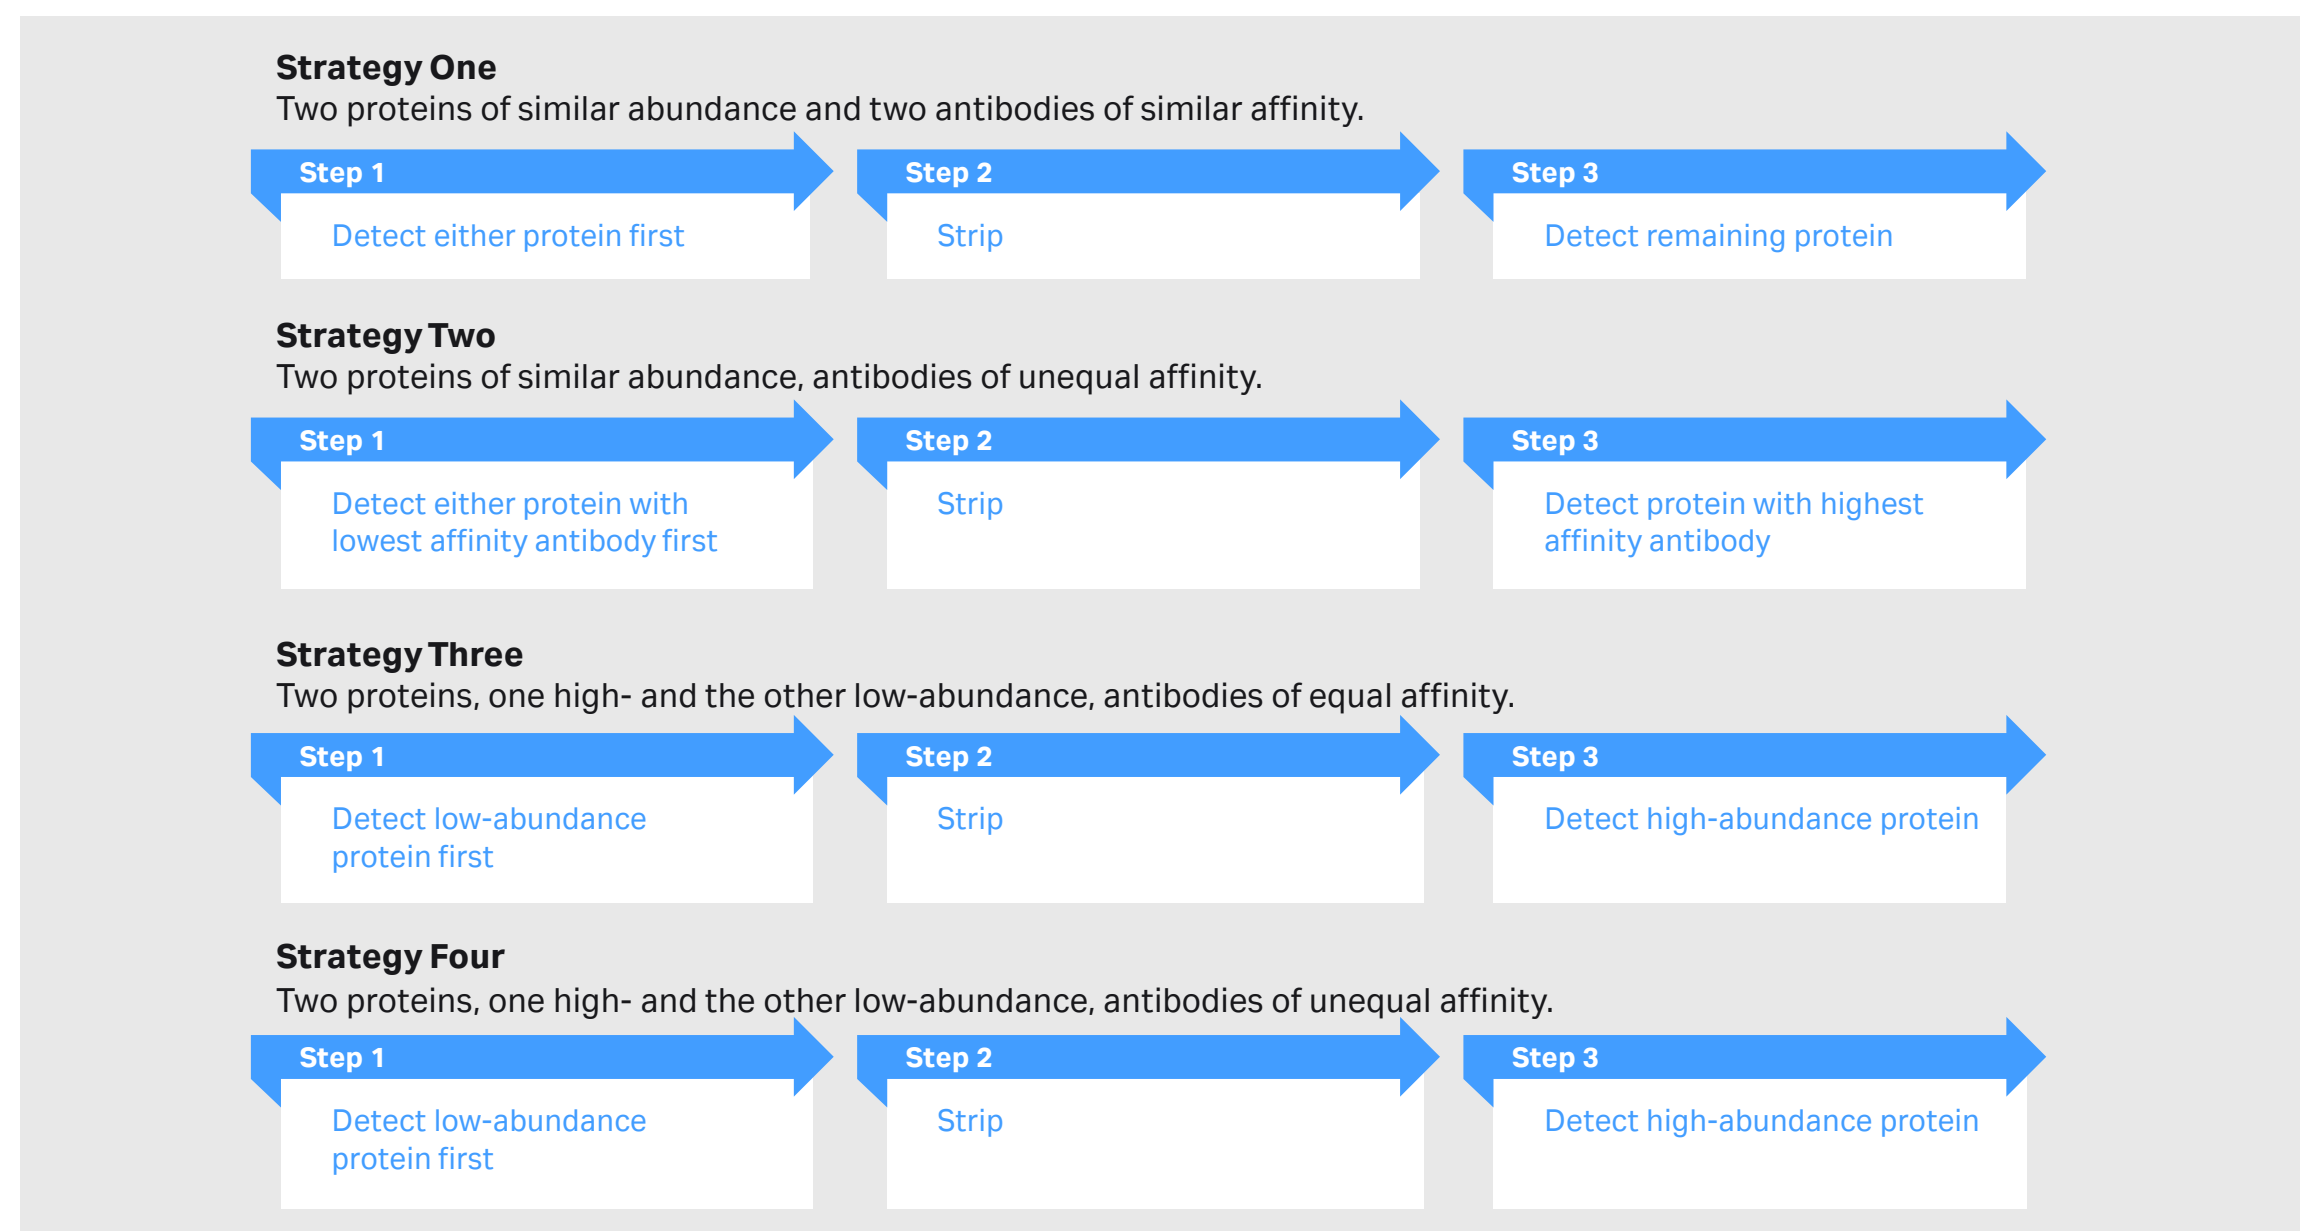 Strategy One
Two proteins of similar abundance and two antibodies of similar affinity.
Step 1
Step 2
Step 3
Detect either protein first
Strip
Detect remaining protein
Strategy Two
Two proteins of similar abundance, antibodies of unequal affinity.
Step 1
Step 2
Step 3
Detect either protein with
lowest affinity antibody first
Strip
Detect protein with highest
affinity antibody
Strategy Three
Two proteins, one high- and the other low-abundance, antibodies of equal affinity.
Step 1
Step 2
Step 3
Detect low-abundance
protein first
Strip
Detect high-abundance protein
Strategy Four
Two proteins, one high- and the other low-abundance, antibodies of unequal affinity.
Step 1
Step 2
Step 3
Detect low-abundance
protein first
Strip
Detect high-abundance protein